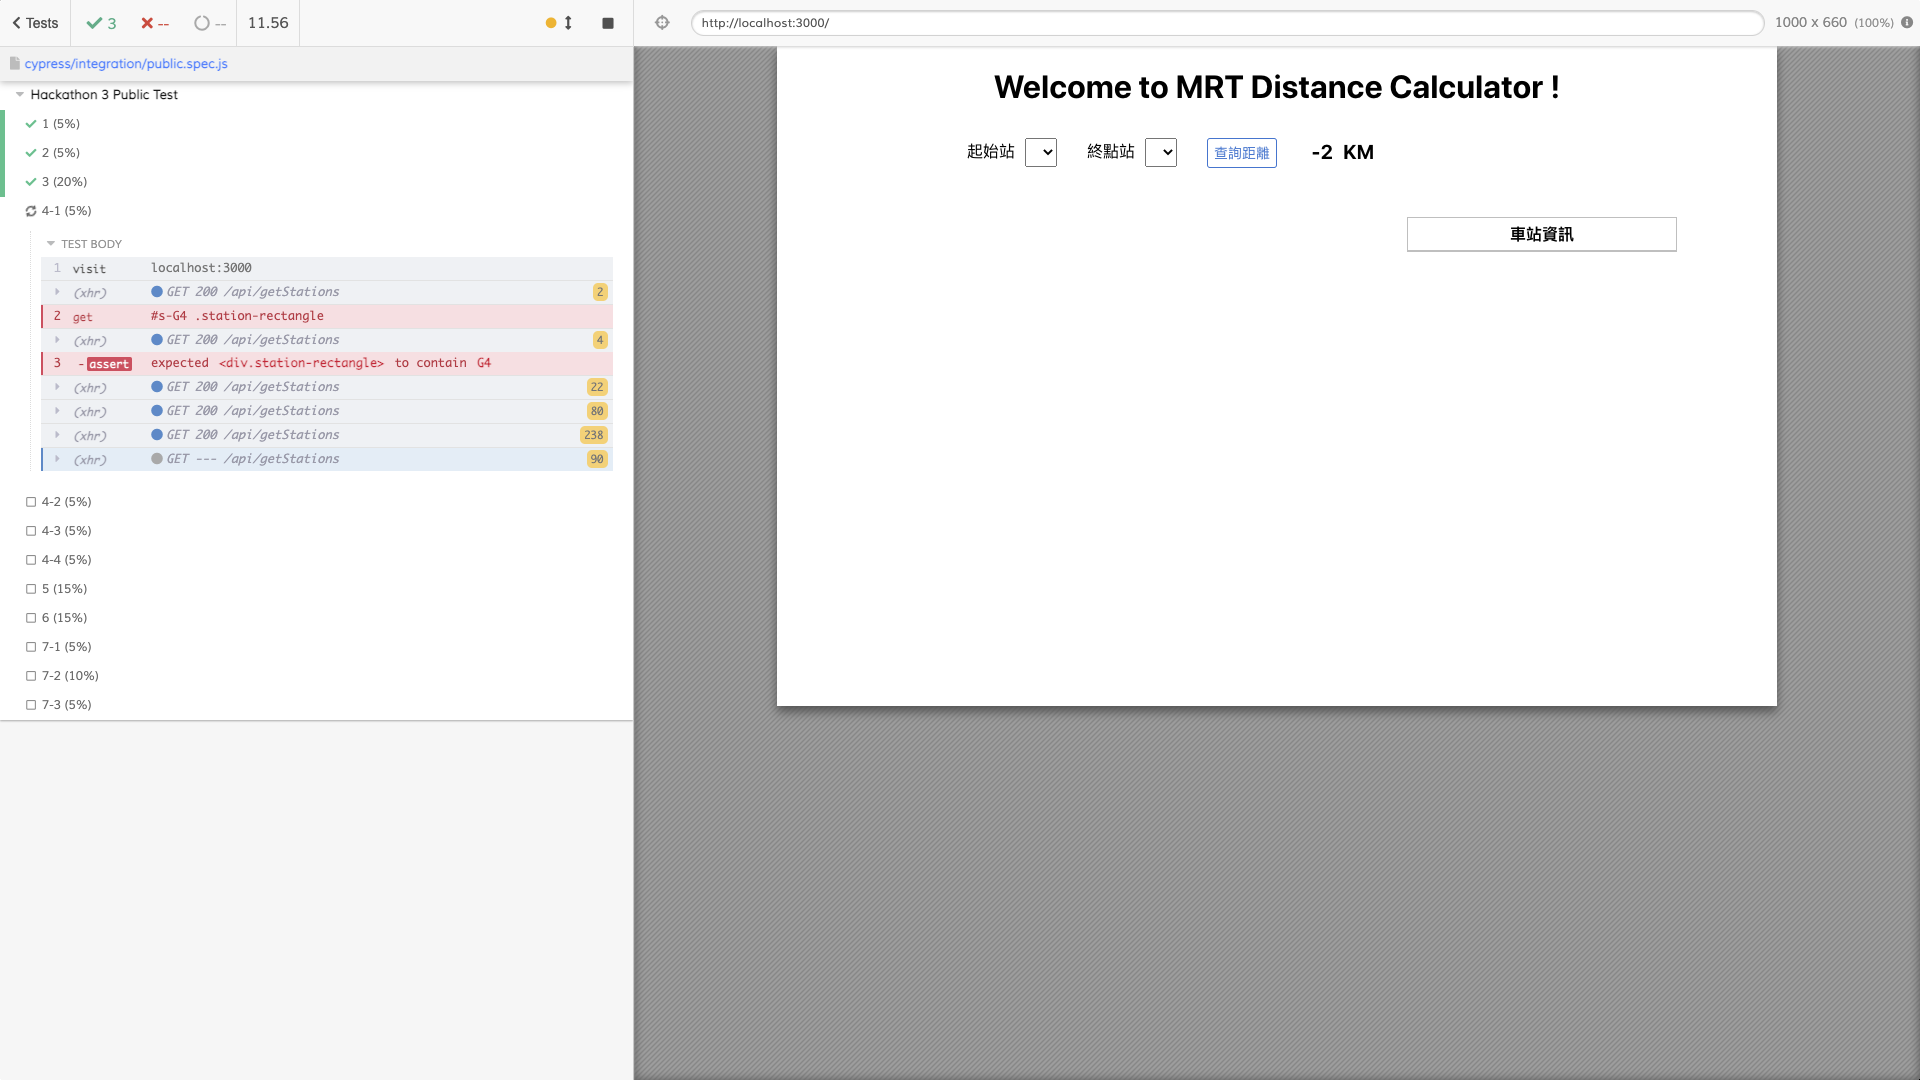 Tests 3 -- -- 11.56
cypress/integration/public.spec.js
Hackathon 3 Public Test
1 (5%)
2 (5%)
3 (20%)
4-1 (5%)
TEST BODY
1 visit localhost:3000
(xhr) GET 200 /api/getStations 2
2 get #s-G4 .station-rectangle
(xhr) GET 200 /api/getStations 4
3 -assert expected <div.station-rectangle> to contain G4
(xhr) GET 200 /api/getStations 22
(xhr) GET 200 /api/getStations 80
(xhr) GET 200 /api/getStations 238
(xhr) GET --- /api/getStations 90
4-2 (5%)
4-3 (5%)
4-4 (5%)
5 (15%)
6 (15%)
7-1 (5%)
7-2 (10%)
7-3 (5%)
http://localhost:3000/ 1000 x 660 (100%)
Welcome to MRT Distance Calculator !
起始站 終點站 查詢距離 -2 KM
車站資訊